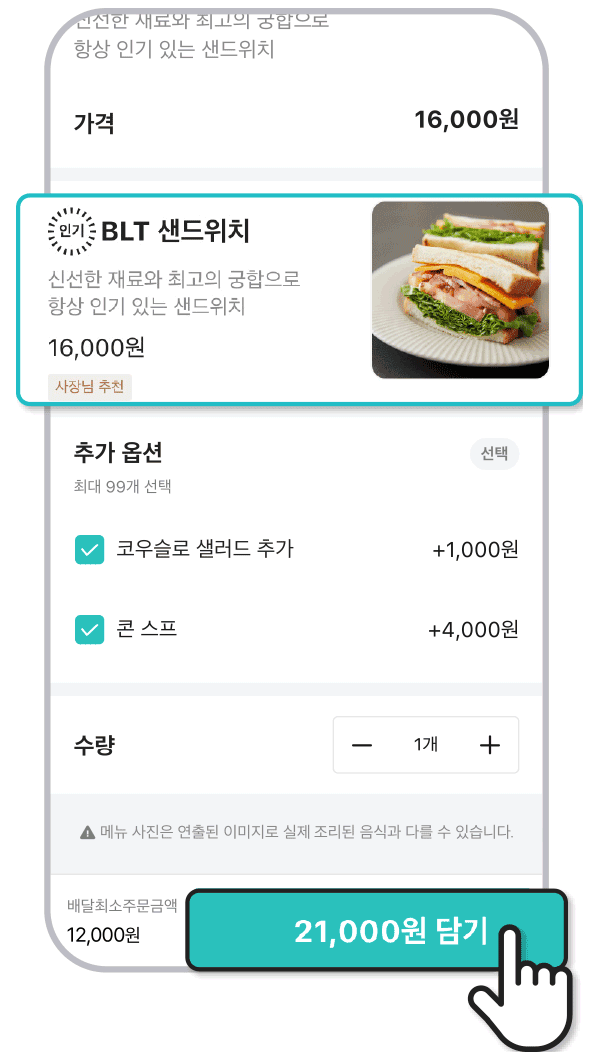 신선한 재료와 최고의 궁합으로
항상 인기 있는 샌드위치
가격
16,000원
인기
BLT 샌드위치
신선한 재료와 최고의 궁합으로
항상 인기 있는 샌드위치
16,000원
사장님 추천
추가 옵션
선택
최대 99개 선택
코우슬로 샐러드 추가
+1,000원
콘 스프
+4,000원
수량
1개
메뉴 사진은 연출된 이미지로 실제 조리된 음식과 다를 수 있습니다.
배달최소주문금액
12,000원
21,000원 담기